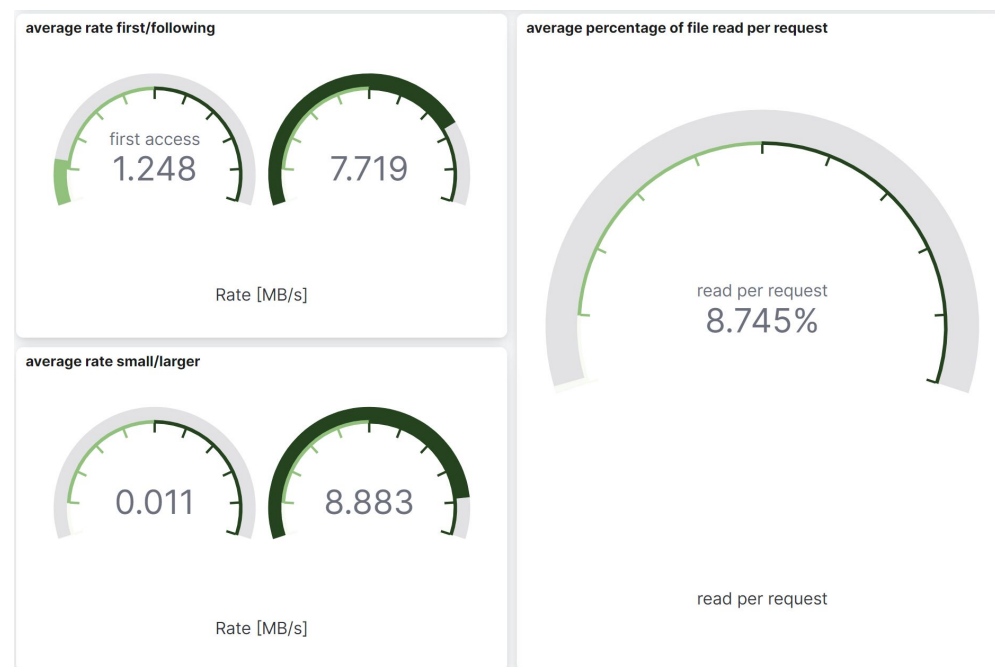 average rate first/following
first access
1.248
7.719
Rate [MB/s]
average rate small/larger
0.011
8.883
Rate [MB/s]
average percentage of file read per request
read per request
8.745%
read per request